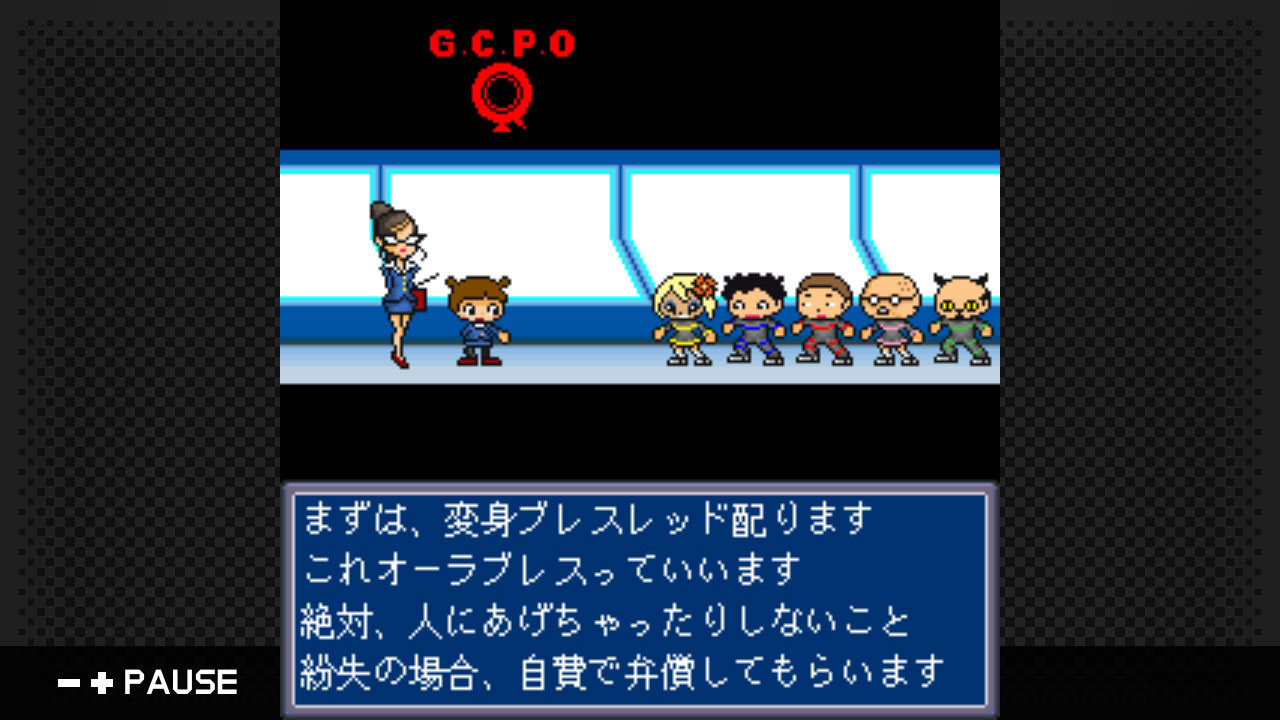 G.C.P.O
まずは、変身ブレスレッド配ります
これオーラブレスっていいます
絶対、人にあげちゃったりしないこと
紛失の場合、自費で弁償してもらいます
PAUSE